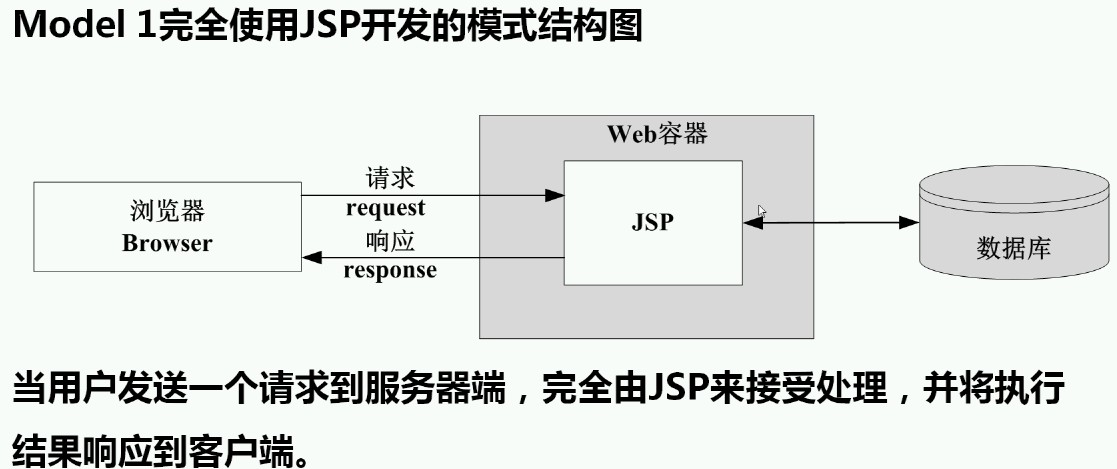 Model 1完全使用JSP开发的模式结构图
Web容器
请求
request
浏览器
Browser
响应
response
JSP
数据库
当用户发送一个请求到服务器端，完全由JSP来接受处理，并将执行
结果响应到客户端。